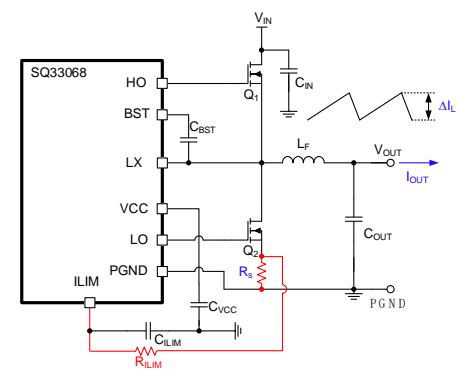 V_IN
SQ33068
HO
Q_1
C_IN
ΔI_L
BST
C_BST
L_F
V_OUT
LX
I_OUT
VCC
LO
Q_2
C_OUT
PGND
R_S
PGND
ILIM
C_VCC
C_ILIM
R_ILIM